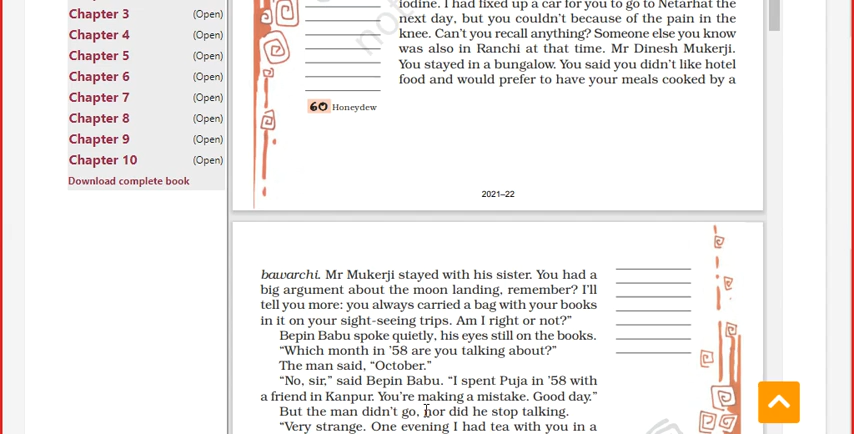 Chapter 3 (Open)
Chapter 4 (Open)
Chapter 5 (Open)
Chapter 6 (Open)
Chapter 7 (Open)
Chapter 8 (Open)
Chapter 9 (Open)
Chapter 10 (Open)
Download complete book
iodine. I had fixed up a car for you to go to Netarhat the
next day, but you couldn't because of the pain in the
knee. Can't you recall anything? Someone else you know
was also in Ranchi at that time. Mr Dinesh Mukerji.
You stayed in a bungalow. You said you didn't like hotel
food and would prefer to have your meals cooked by a
60 Honeydew
not
2021–22
bawarchi. Mr Mukerji stayed with his sister. You had a
big argument about the moon landing, remember? I'll
tell you more: you always carried a bag with your books
in it on your sight-seeing trips. Am I right or not?”
Bepin Babu spoke quietly, his eyes still on the books.
“Which month in ’58 are you talking about?”
The man said, “October.”
“No, sir,” said Bepin Babu. “I spent Puja in ’58 with
a friend in Kanpur. You're making a mistake. Good day.”
But the man didn't go, nor did he stop talking.
“Very strange. One evening I had tea with you in a